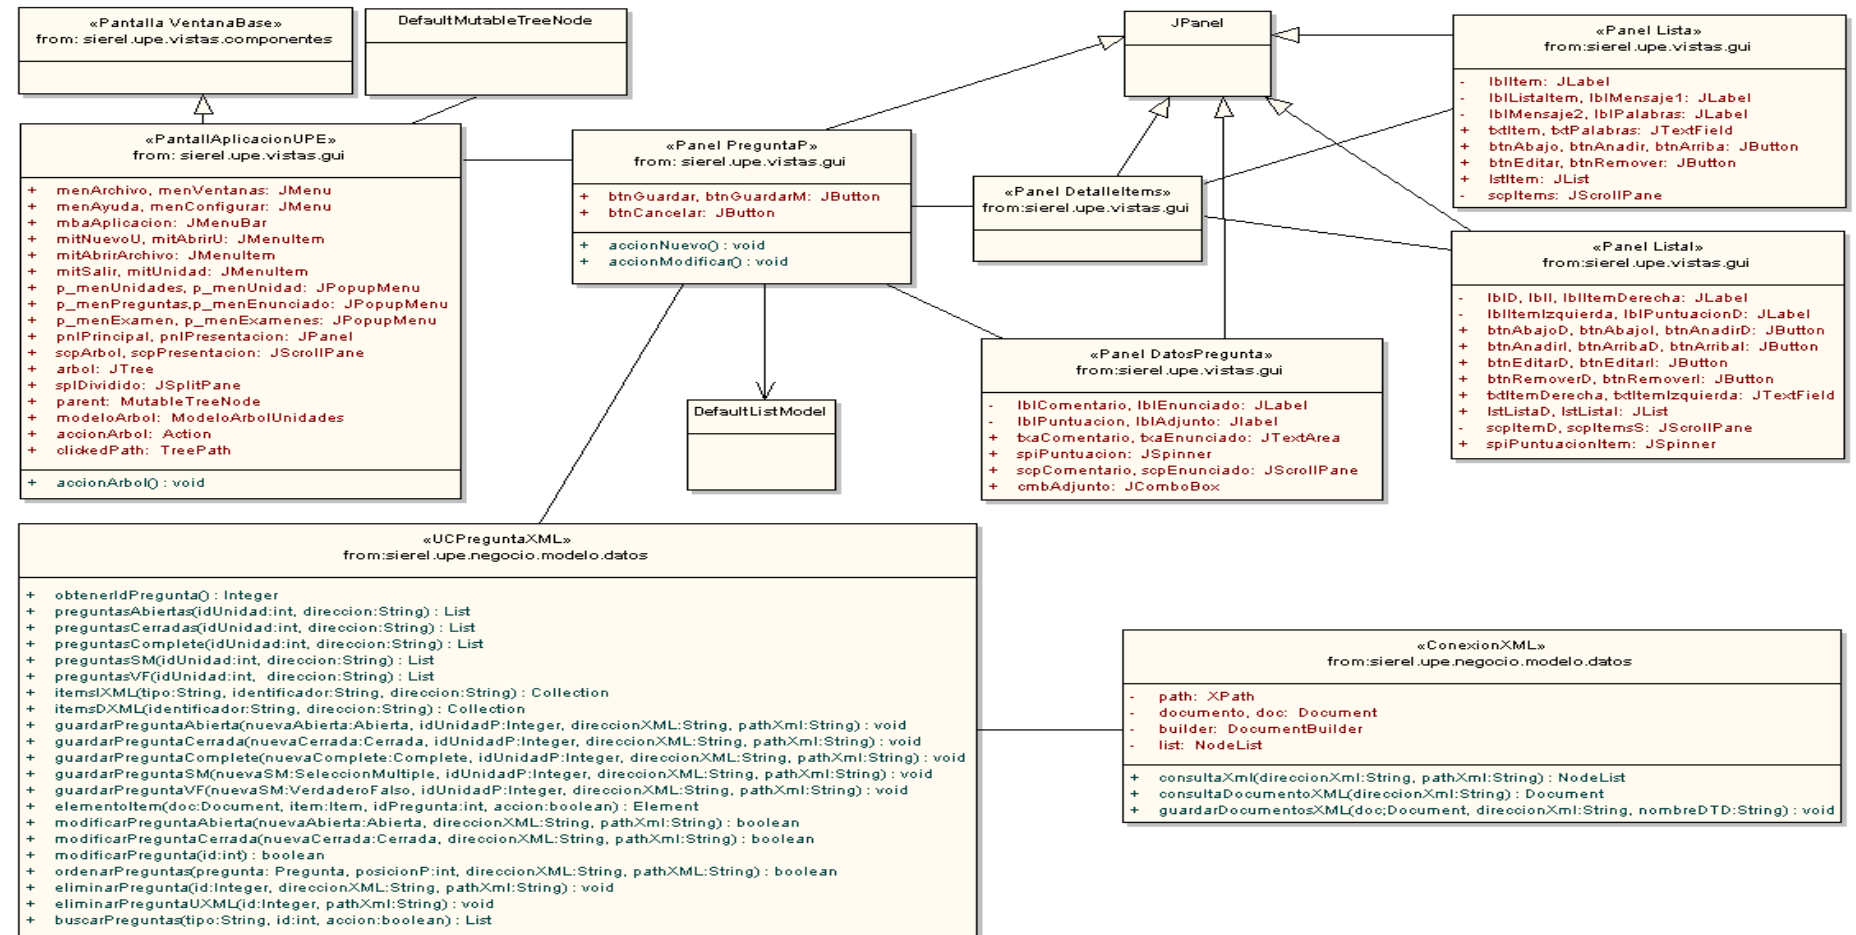 «Pantalla VentanaBase»
from: sierel.upe.vistas.componentes
DefaultMutableTreeNode
JPanel
«Panel Lista»
from:sierel.upe.vistas.gui
- lblItem: JLabel
- lblListaItem, lblMensaje1: JLabel
- lblMensaje2, lblPalabras: JLabel
+ txtItem, txtPalabras: JTextField
+ btnAbajo, btnAnadir, btnArriba: JButton
+ btnEditar, btnRemover: JButton
+ lstItem: JList
- scpItems: JScrollPane
«PantallAplicacionUPE»
from: sierel.upe.vistas.gui
+ menArchivo, menVentanas: JMenu
+ menAyuda, menConfigurar: JMenu
+ mbaAplicacion: JMenuBar
+ mitNuevoU, mitAbrirU: JMenuItem
+ mitAbrirArchivo: JMenuItem
+ mitSalir, mitUnidad: JMenuItem
+ p_menUnidades, p_menUnidad: JPopupMenu
+ p_menPreguntas,p_menEnunciado: JPopupMenu
+ p_menExamen, p_menExamenes: JPopupMenu
+ pnlPrincipal, pnlPresentacion: JPanel
+ scpArbol, scpPresentacion: JScrollPane
+ arbol: JTree
+ splDividido: JSplitPane
+ parent: MutableTreeNode
+ modeloArbol: ModeloArbolUnidades
+ accionArbol: Action
+ clickedPath: TreePath
+ accionArbol() : void
«Panel PreguntaP»
from: sierel.upe.vistas.gui
+ btnGuardar, btnGuardarM: JButton
+ btnCancelar: JButton
+ accionNuevo() : void
+ accionModificar() : void
«Panel DetalleItems»
from:sierel.upe.vistas.gui
«Panel ListaI»
from:sierel.upe.vistas.gui
- lblD, lblI, lblItemDerecha: JLabel
- lblItemIzquierda, lblPuntuacionD: JLabel
+ btnAbajoD, btnAbajoI, btnAnadirD: JButton
+ btnAnadirI, btnArribaD, btnArribaI: JButton
+ btnEditarD, btnEditarI: JButton
+ btnRemoverD, btnRemoverI: JButton
+ txtItemDerecha, txtItemIzquierda: JTextField
+ lstListaD, lstListaI: JList
- scpItemD, scpItemsS: JScrollPane
+ spiPuntuacionItem: JSpinner
«Panel DatosPregunta»
from:sierel.upe.vistas.gui
- lblComentario, lblEnunciado: JLabel
- lblPuntuacion, lblAdjunto: Jlabel
+ txaComentario, txaEnunciado: JTextArea
+ spiPuntuacion: JSpinner
+ scpComentario, scpEnunciado: JScrollPane
+ cmbAdjunto: JComboBox
DefaultListModel
«UCPreguntaXML»
from:sierel.upe.negocio.modelo.datos
+ obtenerIdPregunta() : Integer
+ preguntasAbiertas(idUnidad:int, direccion:String) : List
+ preguntasCerradas(idUnidad:int, direccion:String) : List
+ preguntasComplete(idUnidad:int, direccion:String) : List
+ preguntasSM(idUnidad:int, direccion:String) : List
+ preguntasVF(idUnidad:int, direccion:String) : List
+ itemsIXML(tipo:String, identificador:String, direccion:String) : Collection
+ itemsDXML(identificador:String, direccion:String) : Collection
+ guardarPreguntaAbierta(nuevaAbierta:Abierta, idUnidadP:Integer, direccionXML:String, pathXml:String) : void
+ guardarPreguntaCerrada(nuevaCerrada:Cerrada, idUnidadP:Integer, direccionXML:String, pathXml:String) : void
+ guardarPreguntaComplete(nuevaComplete:Complete, idUnidadP:Integer, direccionXML:String, pathXml:String) : void
+ guardarPreguntaSM(nuevaSM:SeleccionMultiple, idUnidadP:Integer, direccionXML:String, pathXml:String) : void
+ guardarPreguntaVF(nuevaSM:VerdaderoFalso, idUnidadP:Integer, direccionXML:String, pathXml:String) : void
+ elementoItem(doc:Document, item:Item, idPregunta:int, accion:boolean) : Element
+ modificarPreguntaAbierta(nuevaAbierta:Abierta, direccionXML:String, pathXml:String) : boolean
+ modificarPreguntaCerrada(nuevaCerrada:Cerrada, direccionXML:String, pathXml:String) : boolean
+ modificarPregunta(id:int) : boolean
+ ordenarPreguntas(pregunta: Pregunta, posicionP:int, direccionXML:String, pathXML:String) : boolean
+ eliminarPregunta(id:Integer, direccionXML:String, pathXml:String) : void
+ eliminarPreguntaUXML(id:Integer, pathXml:String) : void
+ buscarPreguntas(tipo:String, id:int, accion:boolean) : List
«ConexionXML»
from:sierel.upe.negocio.modelo.datos
- path: XPath
- documento, doc: Document
- builder: DocumentBuilder
- list: NodeList
+ consultaXml(direccionXml:String, pathXml:String) : NodeList
+ consultaDocumentoXML(direccionXml:String) : Document
+ guardarDocumentosXML(doc;Document, direccionXml:String, nombreDTD:String) : void